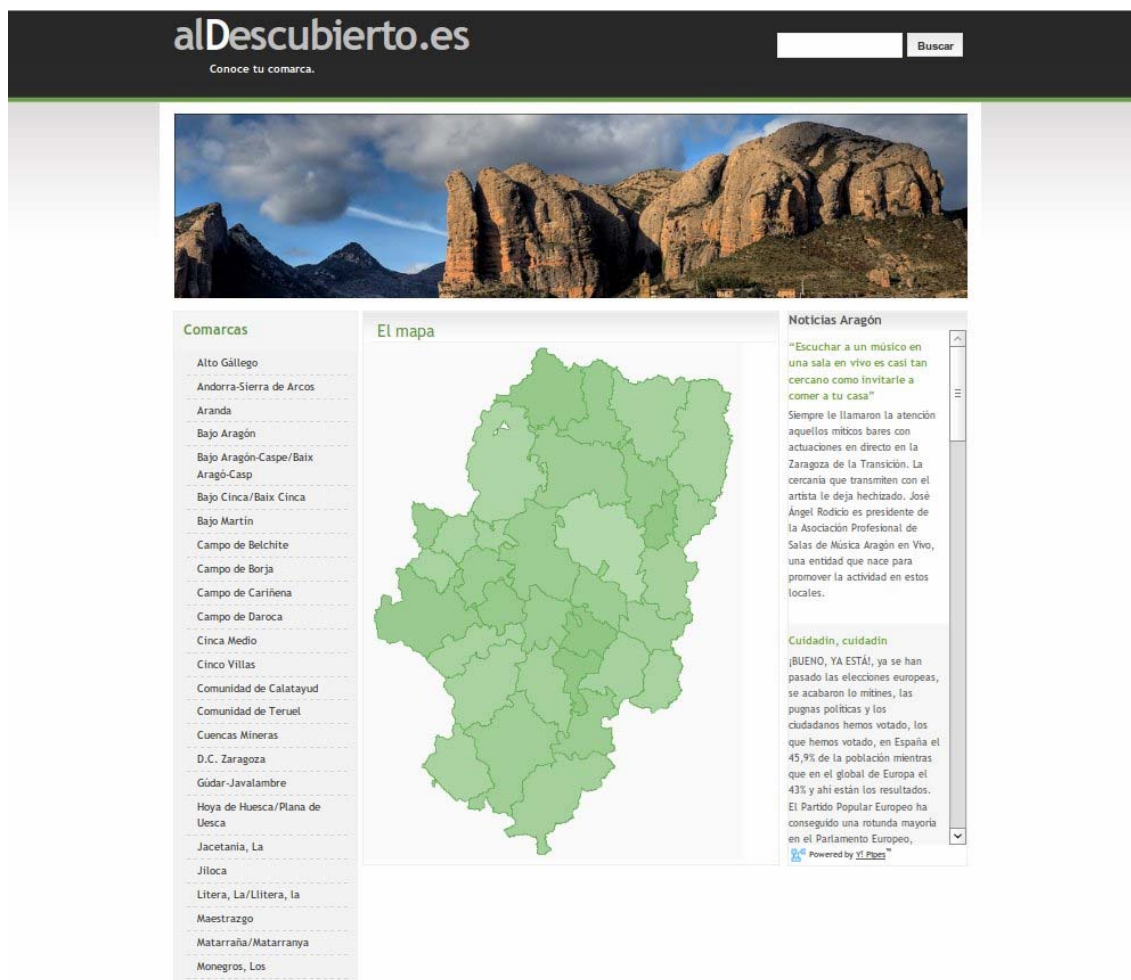 alDescubierto.es
Conoce tu comarca.
Buscar
Comarcas
Alto Gállego
Andorra-Sierra de Arcos
Aranda
Bajo Aragón
Bajo Aragón-Caspe/Baix
Aragó-Casp
Bajo Cinca/Baix Cinca
Bajo Martín
Campo de Belchite
Campo de Borja
Campo de Cariñena
Campo de Daroca
Cinca Medio
Cinco Villas
Comunidad de Calatayud
Comunidad de Teruel
Cuencas Mineras
D.C. Zaragoza
Gúdar-Javalambre
Hoya de Huesca/Plana de
Uesca
Jacetania, La
Jiloca
Litera, La/Llitera, la
Maestrazgo
Matarraña/Matarranya
Monegros, Los
El mapa
Noticias Aragón
“Escuchar a un músico en
una sala en vivo es casi tan
cercano como invitarle a
comer a tu casa”
Siempre le llamaron la atención
aquellos míticos bares con
actuaciones en directo en la
Zaragoza de la Transición. La
cercanía que transmiten con el
artista le deja hechizado. José
Ángel Rodicio es presidente de
la Asociación Profesional de
Salas de Música Aragón en Vivo,
una entidad que nace para
promover la actividad en estos
locales.
Cuidadín, cuidadín
¡BUENO, YA ESTÁ!, ya se han
pasado las elecciones europeas,
se acabaron lo mítines, las
pugnas políticas y los
ciudadanos hemos votado, los
que hemos votado, en España el
45,9% de la población mientras
que en el global de Europa el
43% y ahí están los resultados.
El Partido Popular Europeo ha
conseguido una rotunda mayoría
en el Parlamento Europeo,
Powered by Y! Pipes™